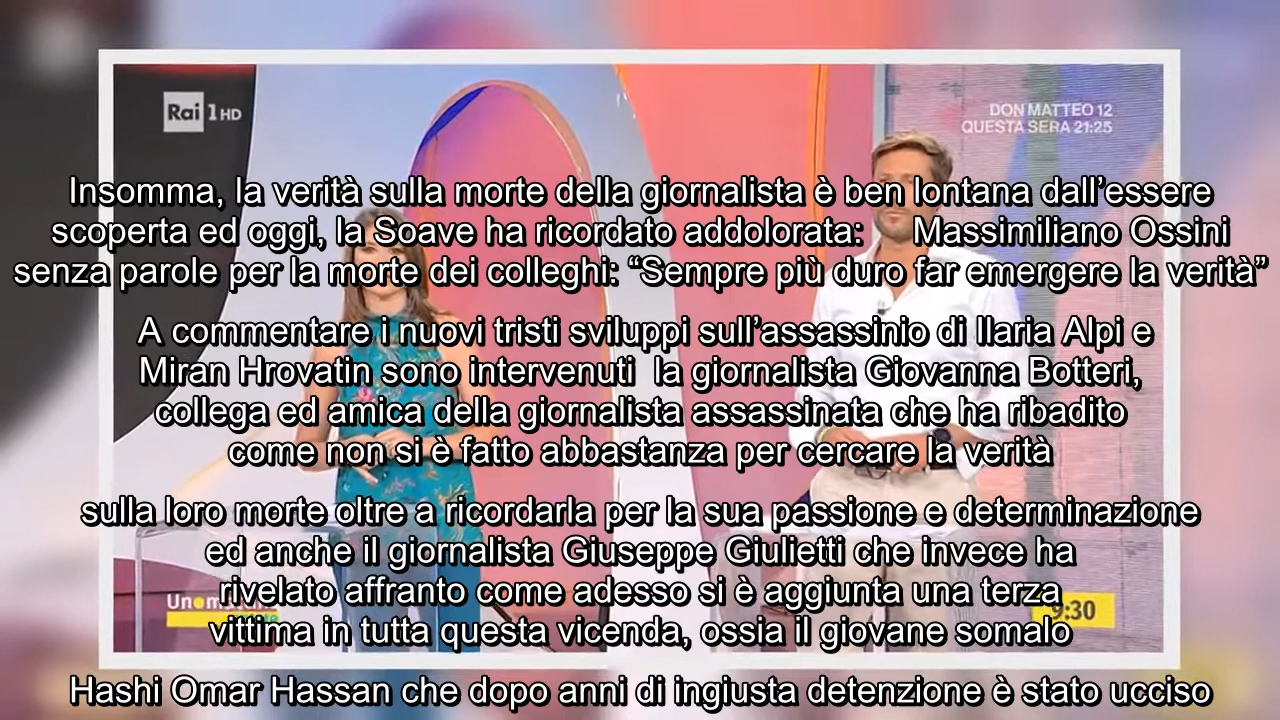 Rai 1 HD
DON MATTEO 12
QUESTA SERA 21:25
Insomma, la verità sulla morte della giornalista è ben lontana dall’essere
scoperta ed oggi, la Soave ha ricordato addolorata: Massimiliano Ossini
senza parole per la morte dei colleghi: “Sempre più duro far emergere la verità”
A commentare i nuovi tristi sviluppi sull’assassinio di Ilaria Alpi e
Miran Hrovatin sono intervenuti la giornalista Giovanna Botteri,
collega ed amica della giornalista assassinata che ha ribadito
come non si è fatto abbastanza per cercare la verità
sulla loro morte oltre a ricordarla per la sua passione e determinazione
ed anche il giornalista Giuseppe Giulietti che invece ha
rivelato affranto come adesso si è aggiunta una terza
9:30
vittima in tutta questa vicenda, ossia il giovane somalo
Hashi Omar Hassan che dopo anni di ingiusta detenzione è stato ucciso